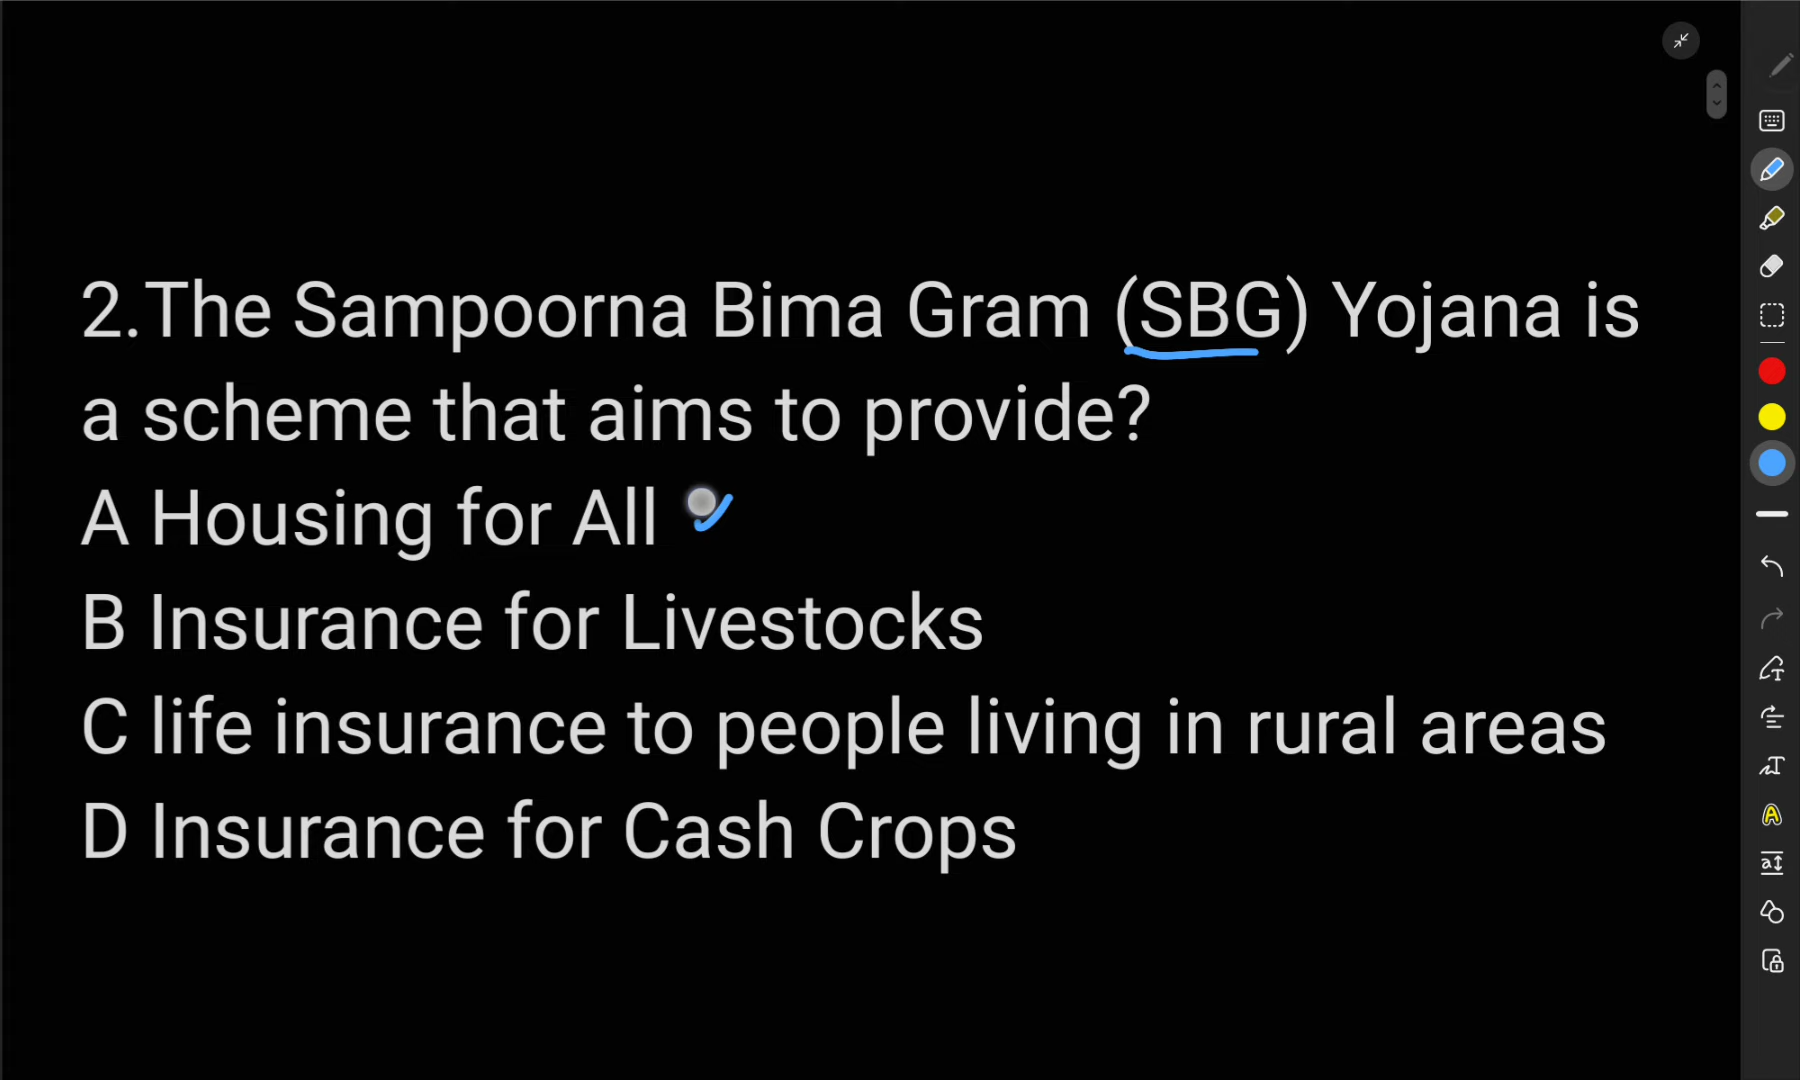 2.The Sampoorna Bima Gram (SBG) Yojana is
a scheme that aims to provide?
A Housing for All
B Insurance for Livestocks
C life insurance to people living in rural areas
D Insurance for Cash Crops